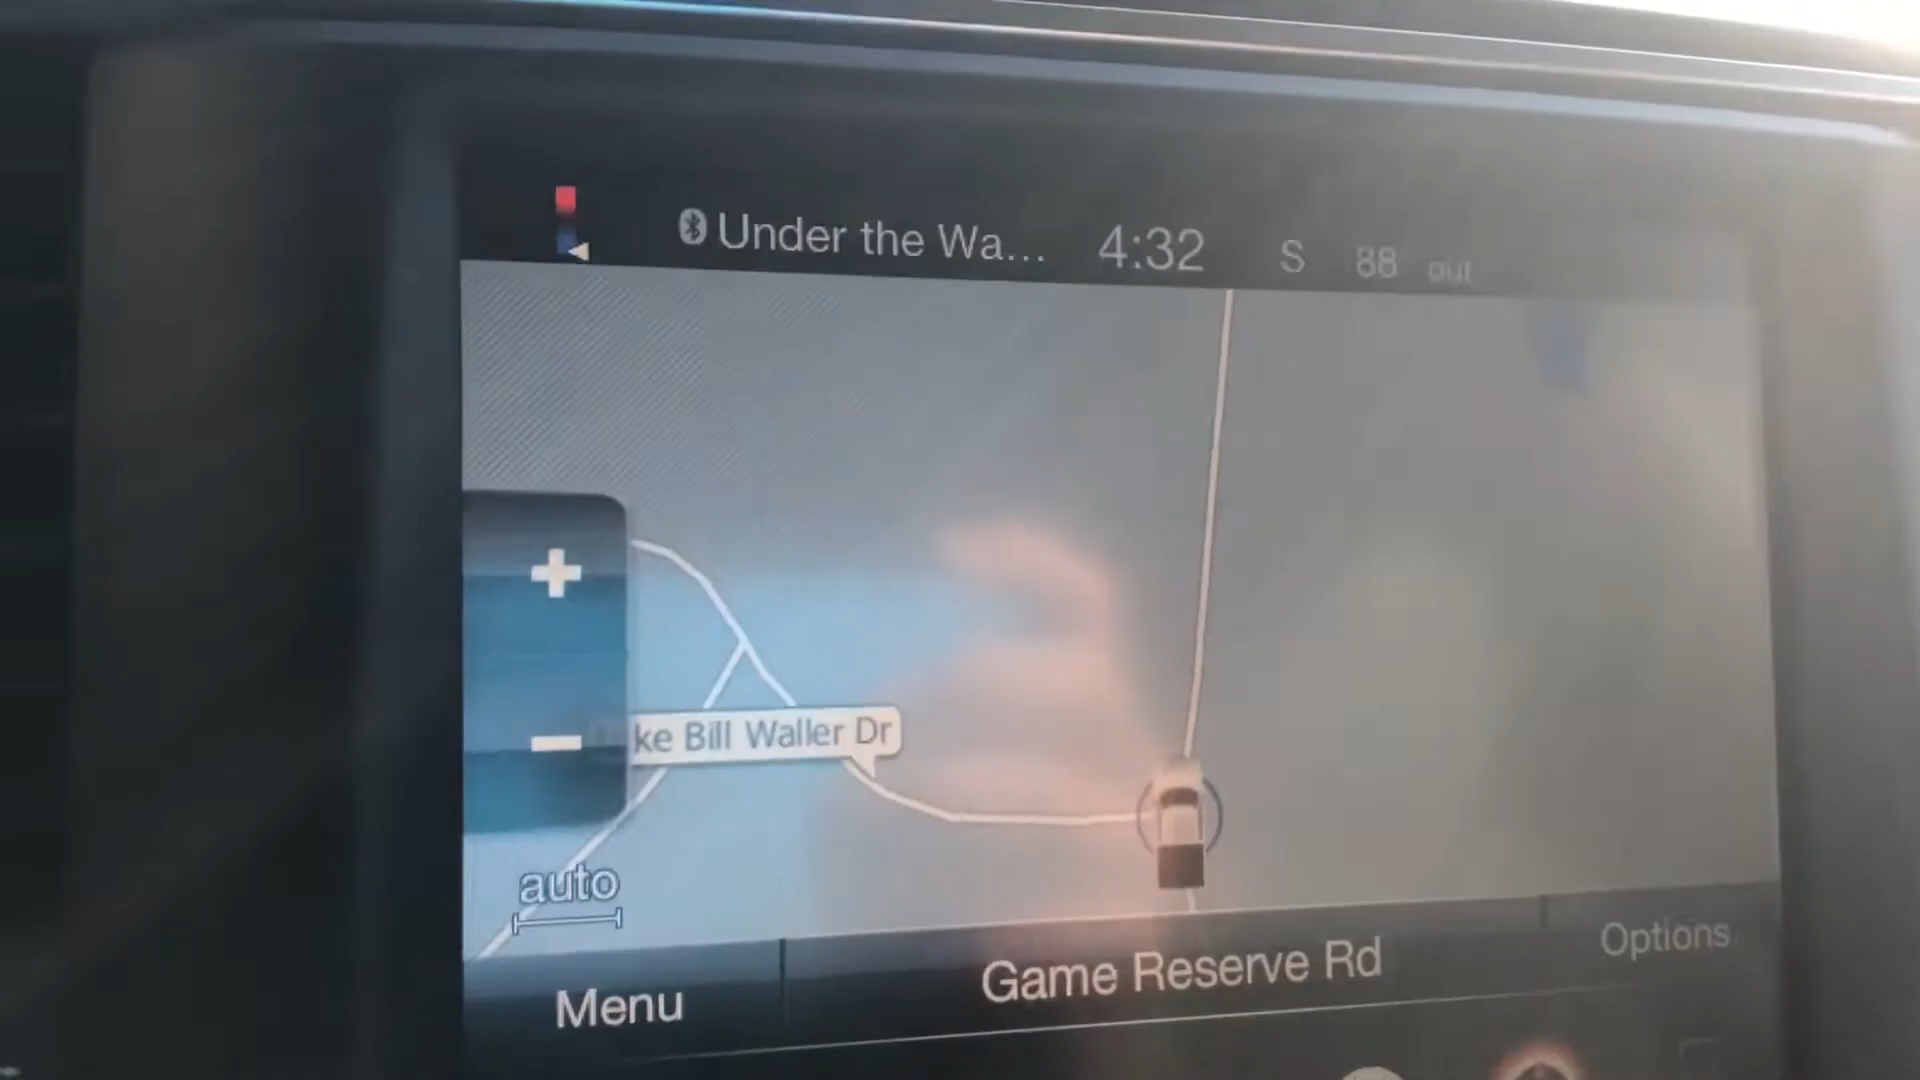 Under the Wa... 4:32 S 88 out
+
ke Bill Waller Dr
−
auto
Menu Game Reserve Rd Options